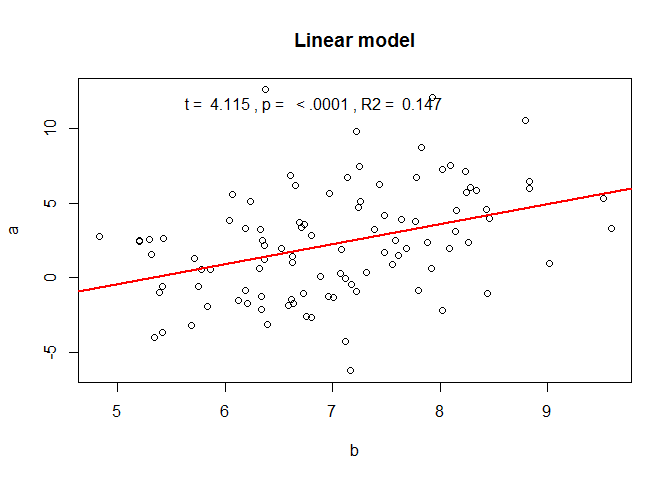 Linear model
t = 4.115 , p = < .0001 , R2 = 0.147
10
5
0
-5
a
5 6 7 8 9
b